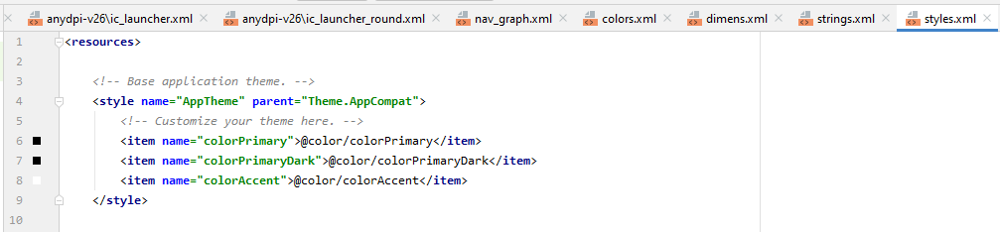 anydpi-v26\ic_launcher.xml anydpi-v26\ic_launcher_round.xml nav_graph.xml colors.xml dimens.xml strings.xml styles.xml
1 <resources>
2
3 <!-- Base application theme. -->
4 <style name="AppTheme" parent="Theme.AppCompat">
5 <!-- Customize your theme here. -->
6 <item name="colorPrimary">@color/colorPrimary</item>
7 <item name="colorPrimaryDark">@color/colorPrimaryDark</item>
8 <item name="colorAccent">@color/colorAccent</item>
9 </style>
10